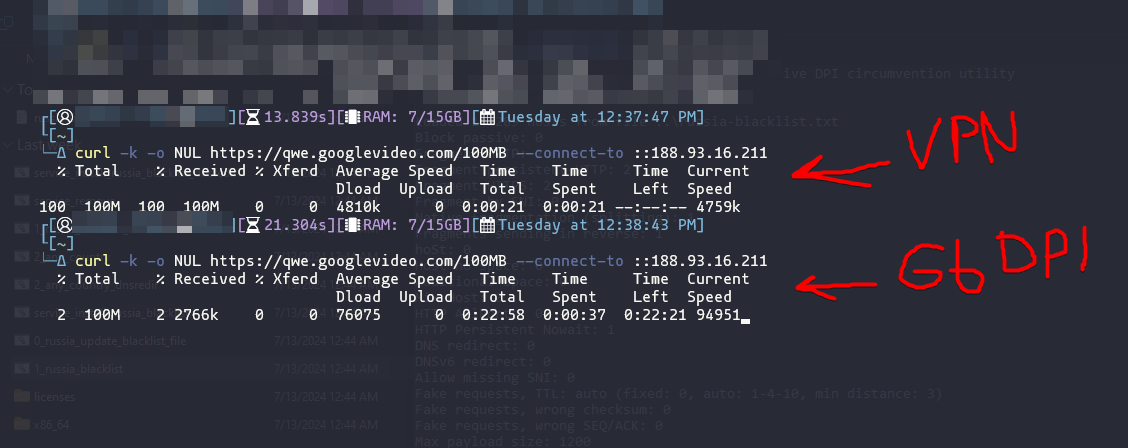 ive DPI circumvention utility
][13.839s][RAM: 7/15GB][Tuesday at 12:37:47 PM]
-blacklist.txt
[~]
Block passive: 0
Δ curl -k -o NUL https://qwe.googlevideo.com/100MB --connect-to ::188.93.16.211
VPN
% Total % Received % Xferd Average Speed Time Time Time Current
Dload Upload Total Spent Left Speed
100 100M 100 100M 0 0 4810k 0 0:00:21 0:00:21 --:--:-- 4759k
][21.304s][RAM: 7/15GB][Tuesday at 12:38:43 PM]
[~]
Δ curl -k -o NUL https://qwe.googlevideo.com/100MB --connect-to ::188.93.16.211
GbDPI
% Total % Received % Xferd Average Speed Time Time Time Current
Dload Upload Total Spent Left Speed
2 100M 2 2766k 0 0 76075 0 0:22:58 0:00:37 0:22:21 94951
HTTP Persistent Nowait: 1
0_russia_update_blacklist_file 7/13/2024 12:44 AM
DNS redirect: 0
DNSv6 redirect: 0
1_russia_blacklist 7/13/2024 12:44 AM
Allow missing SNI: 0
licenses 7/13/2024 12:44 AM
Fake requests, TTL: auto (fixed: 0, auto: 1-4-10, min distance: 3)
Fake requests, wrong checksum: 0
x86_64 7/13/2024 12:44 AM
Fake requests, wrong SEQ/ACK: 0
Max payload size: 1200